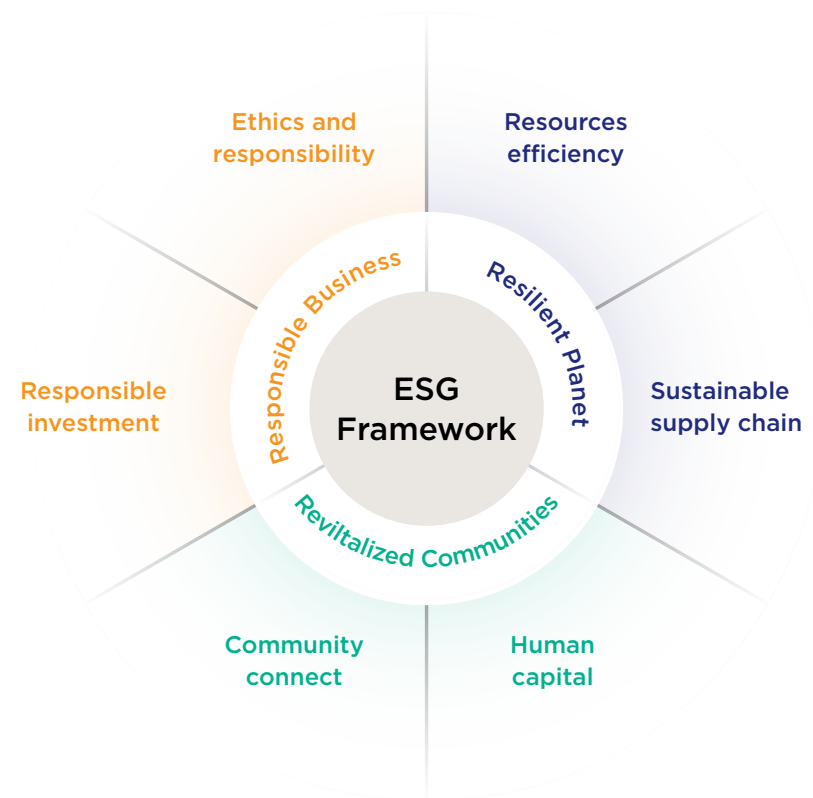 Ethics and
responsibility
Resources
efficiency
Responsible Business
Resilient Planet
Responsible
investment
ESG
Framework
Sustainable
supply chain
Reviltalized Communities
Community
connect
Human
capital